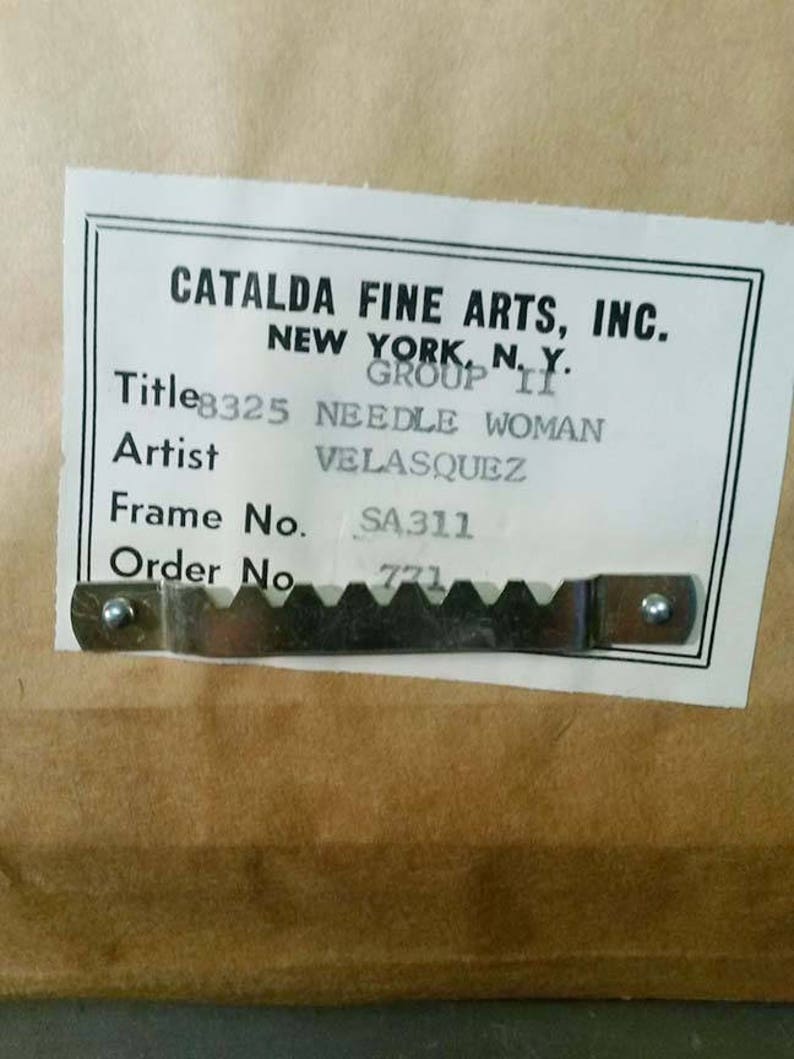 CATALDA FINE ARTS, INC.
NEW YORK, N. Y.
GROUP II
Title 8325 NEEDLE WOMAN
Artist VELASQUEZ
Frame No. SA311
Order No 771